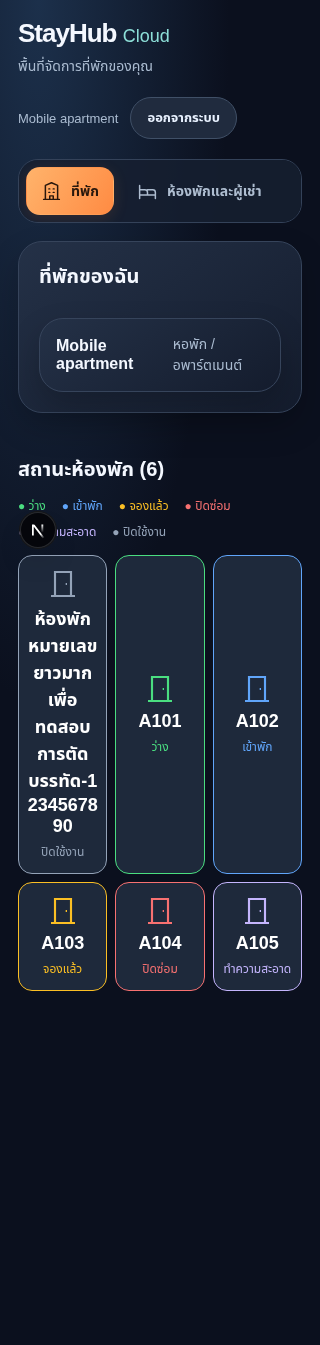 StayHub Cloud
พื้นที่จัดการที่พักของคุณ
Mobile apartment
ออกจากระบบ
ที่พัก
ห้องพักและผู้เช่า
ที่พักของฉัน
Mobile
apartment
หอพัก /
อพาร์ตเมนต์
สถานะห้องพัก (6)
● ว่าง ● เข้าพัก ● จองแล้ว ● ปิดซ่อม
● ปิดใช้งาน
ห้องพัก
หมายเลข
ยาวมาก
เพื่อ
ทดสอบ
การตัด
บรรทัด-1
2345678
90
ปิดใช้งาน
A101
ว่าง
A102
เข้าพัก
A103
จองแล้ว
A104
ปิดซ่อม
A105
ทำความสะอาด